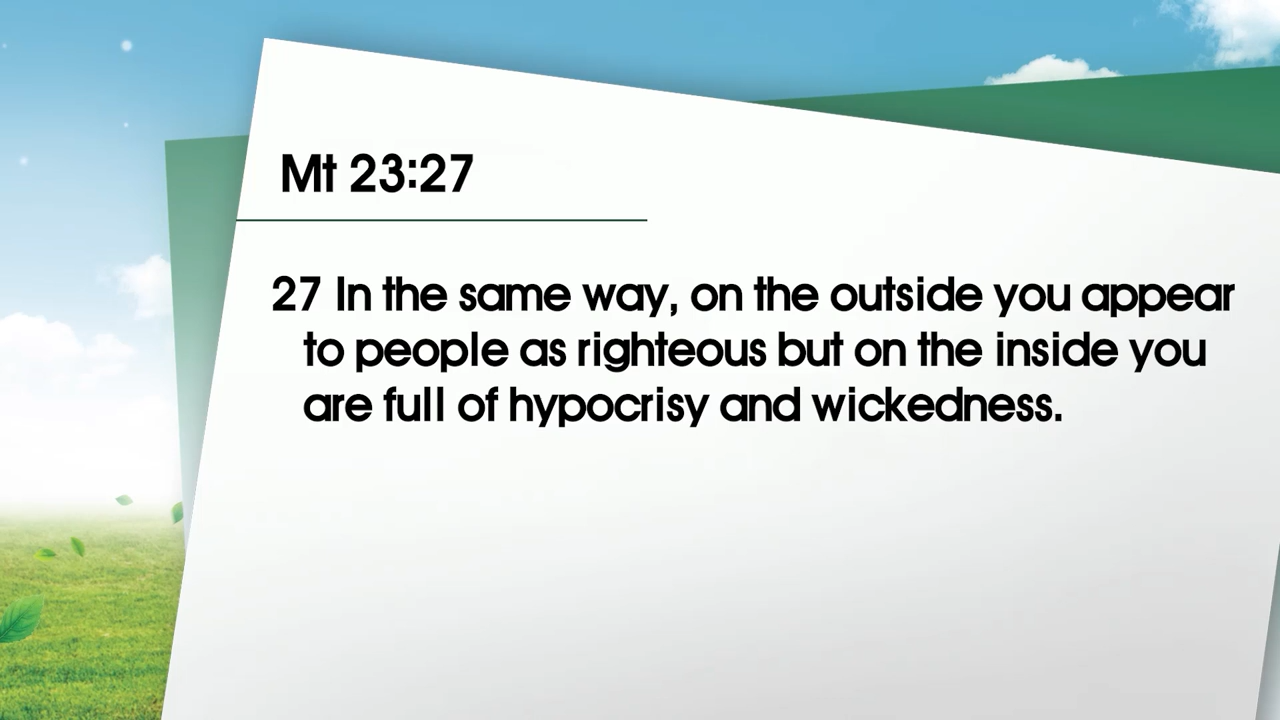 Mt 23:27
27 In the same way, on the outside you appear
to people as righteous but on the inside you
are full of hypocrisy and wickedness.